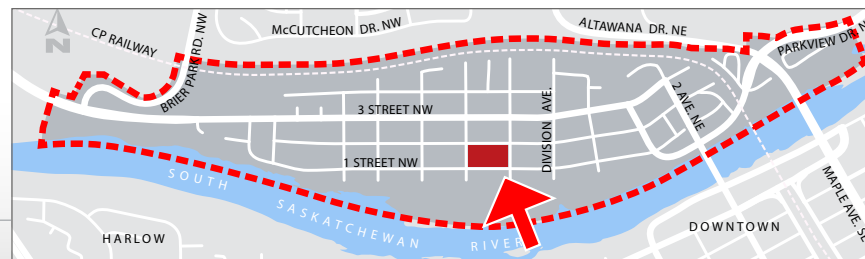 N
CP RAILWAY
BRIER PARK RD. NW
McCUTCHEON DR. NW
ALTAWANA DR. NE
PARKVIEW DR. N
3 STREET NW
DIVISION AVE.
2 AVE. NE
1 STREET NW
SOUTH SASKATCHEWAN RIVER
HARLOW
DOWNTOWN
MAPLE AVE. SE